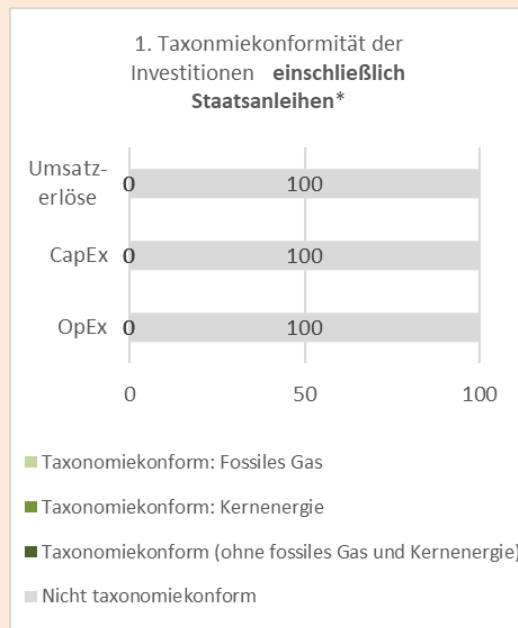 1. Taxonmiekonformität der
Investitionen einschließlich
Staatsanleihen*
Umsatz-
erlöse
0 100
CapEx 0 100
OpEx 0 100
0 50 100
Taxonomiekonform: Fossiles Gas
Taxonomiekonform: Kernenergie
Taxonomiekonform (ohne fossiles Gas und Kernenergie)
Nicht taxonomiekonform